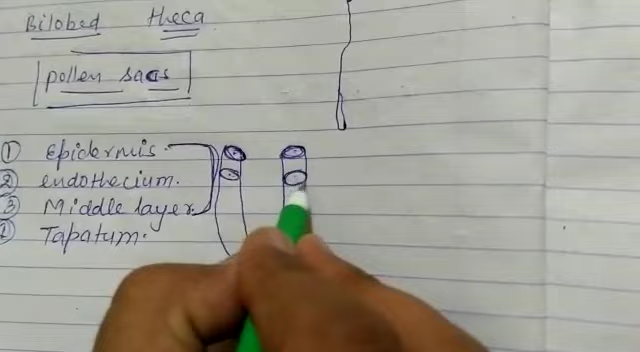 Bilobed theca
pollen sacs
① Epidermis.
② endothecium.
③ Middle layer.
④ Tapatum.